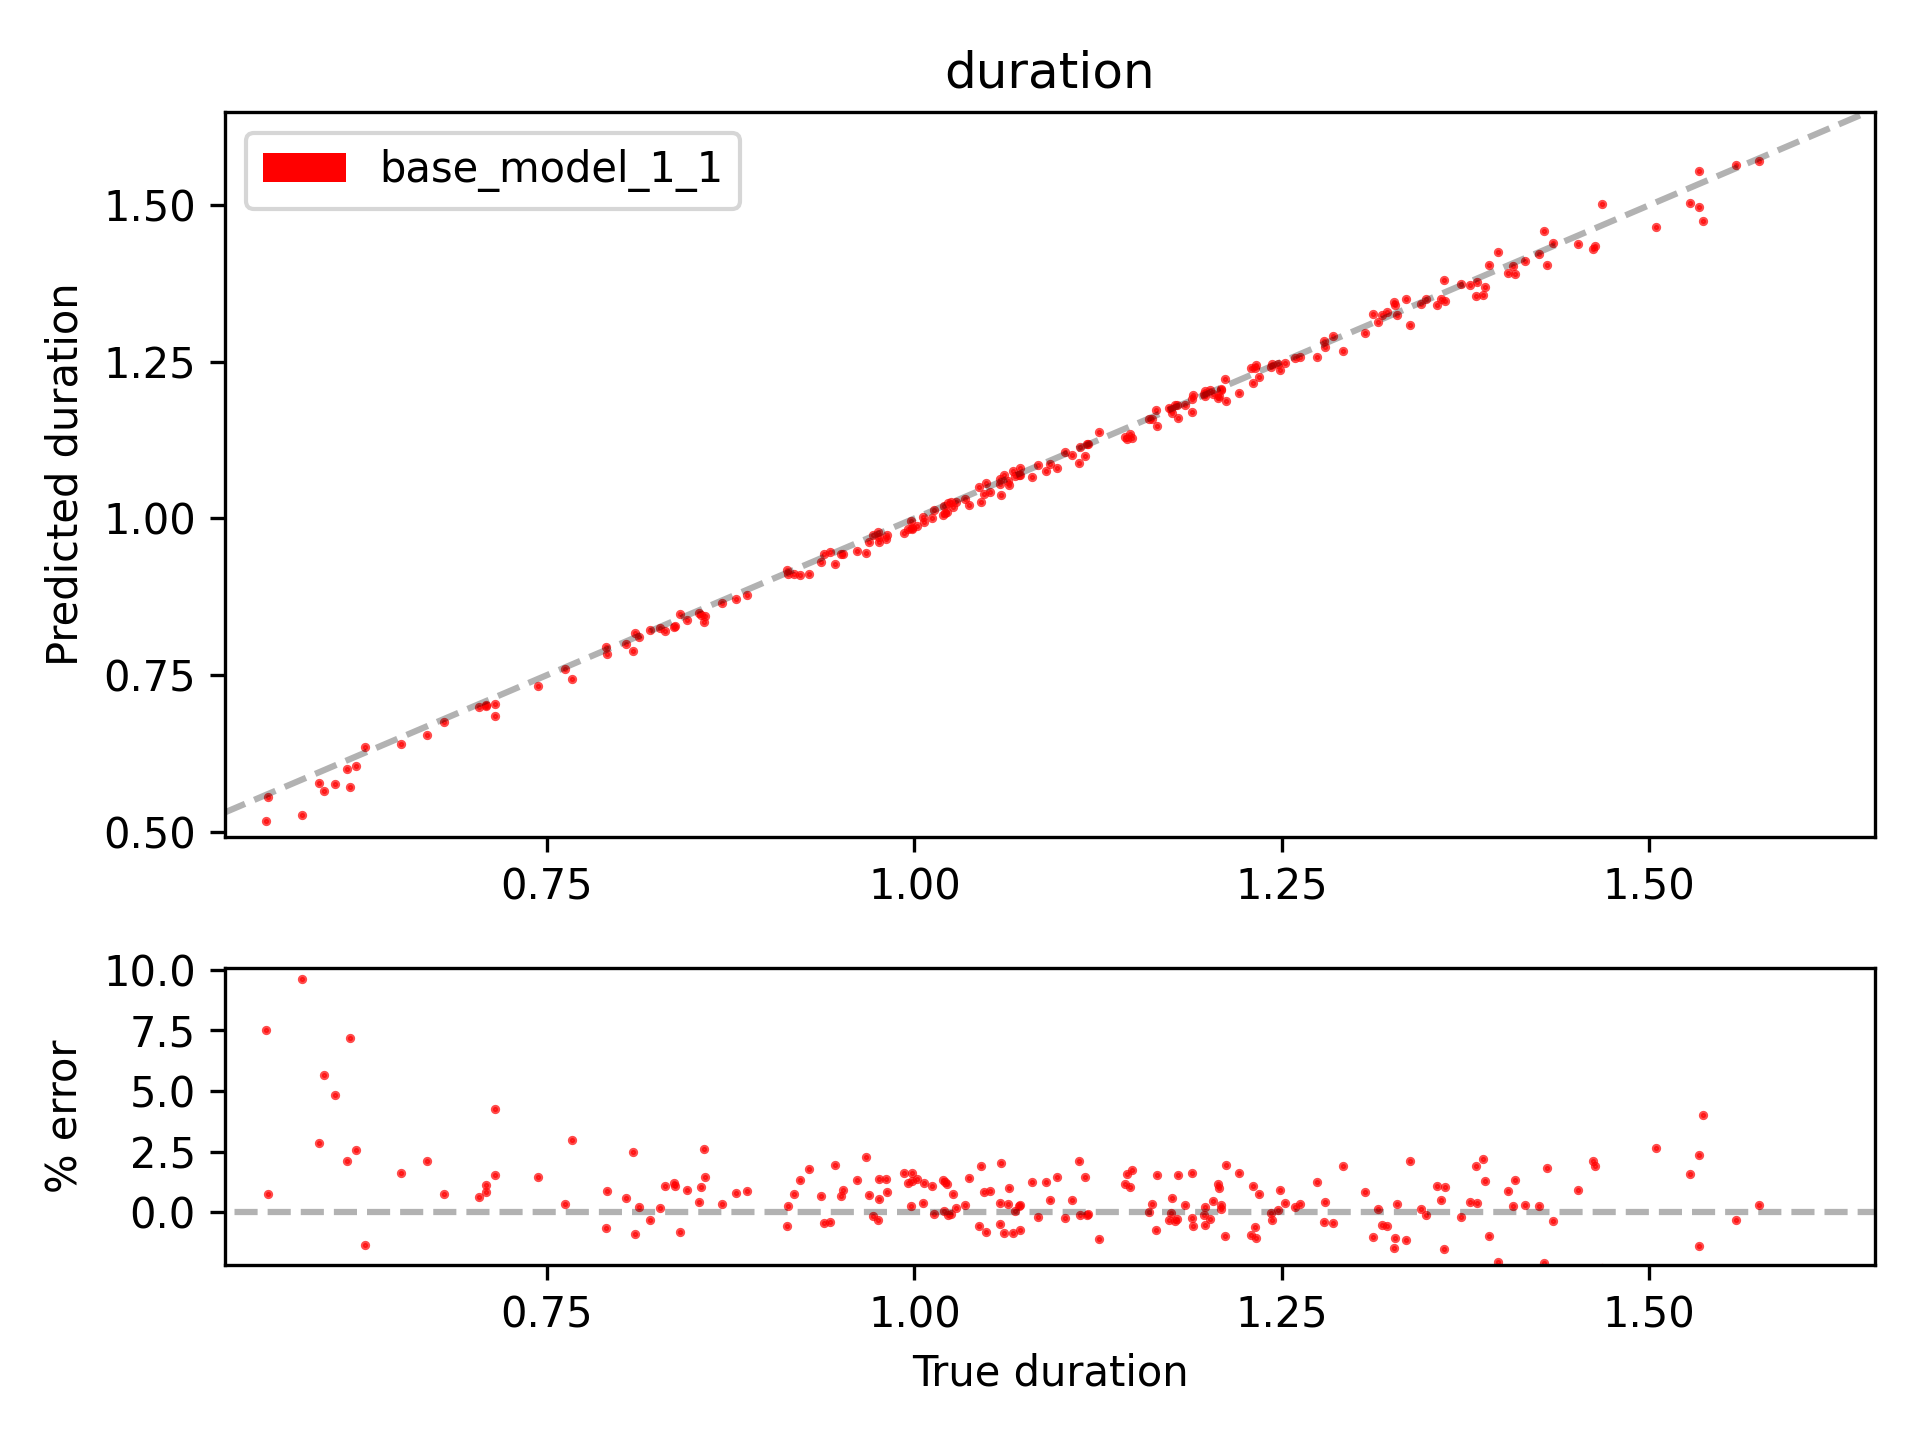 duration
base_model_1_1
Predicted duration
1.50
1.25
1.00
0.75
0.50
0.75 1.00 1.25 1.50
% error
10.0
7.5
5.0
2.5
0.0
0.75 1.00 1.25 1.50
True duration